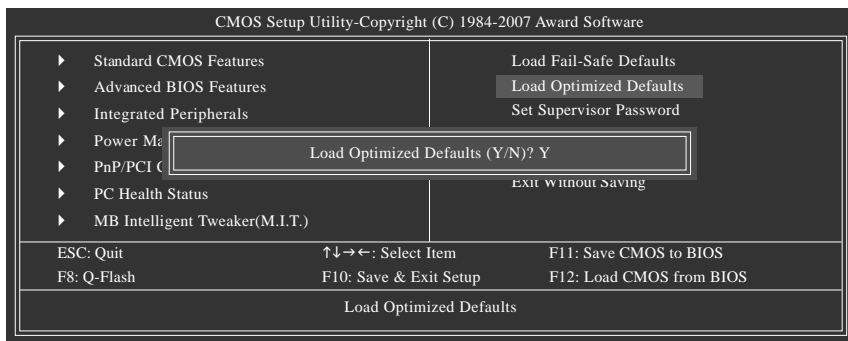 CMOS Setup Utility-Copyright (C) 1984-2007 Award Software
Standard CMOS Features
Advanced BIOS Features
Integrated Peripherals
Power Ma
PnP/PCI
PC Health Status
MB Intelligent Tweaker(M.I.T.)
Load Fail-Safe Defaults
Load Optimized Defaults
Set Supervisor Password
Exit Without Saving
Load Optimized Defaults (Y/N)? Y
ESC: Quit
↑↓→←: Select Item
F11: Save CMOS to BIOS
F8: Q-Flash
F10: Save & Exit Setup
F12: Load CMOS from BIOS
Load Optimized Defaults